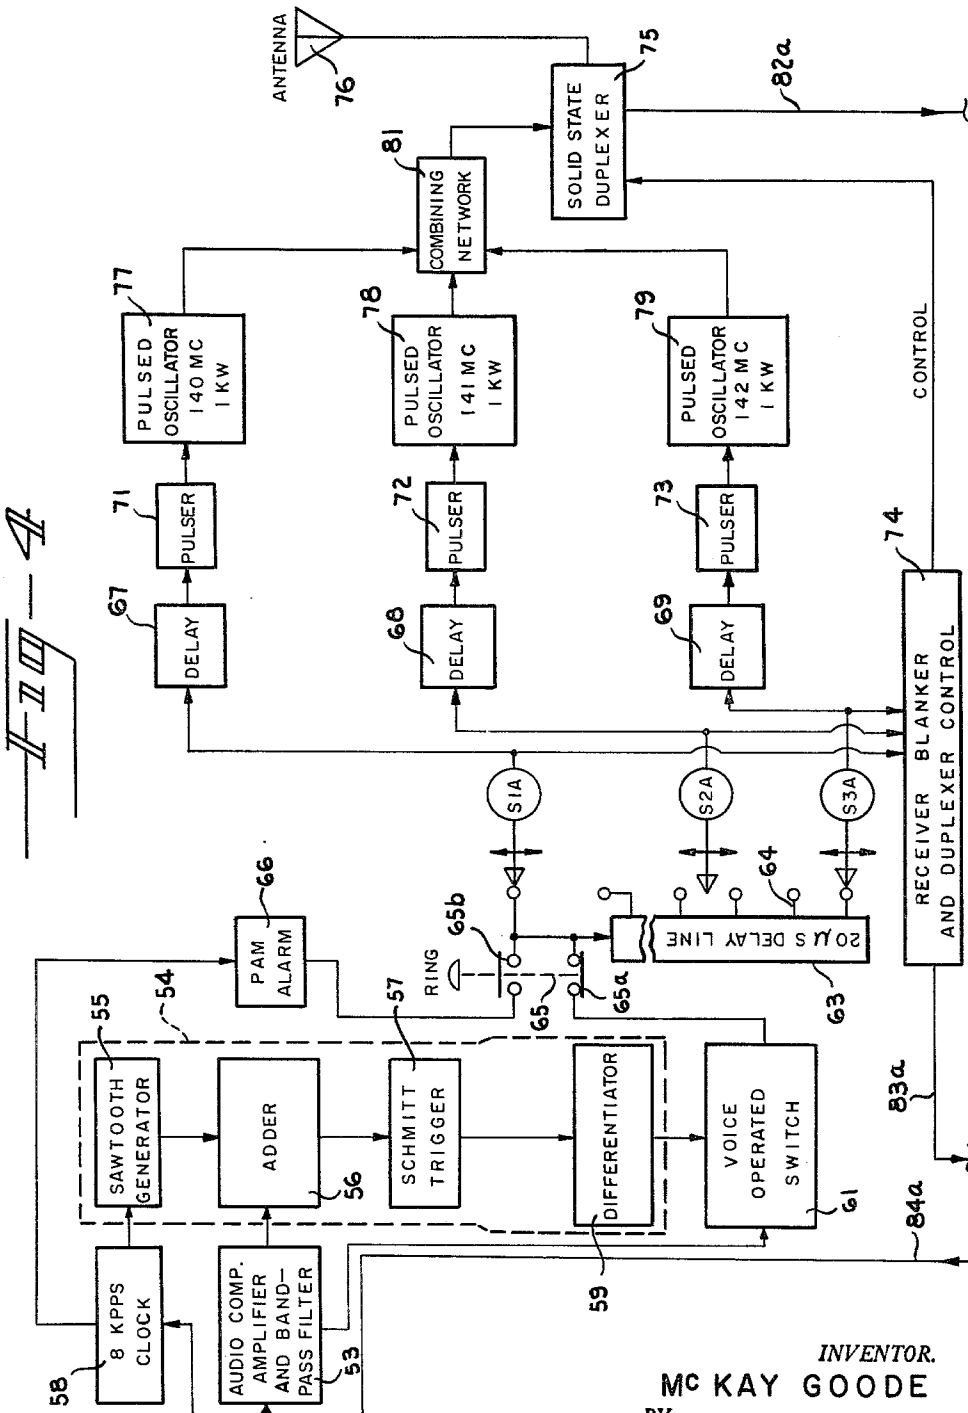 Fig-4
ANTENNA
76
75
SOLID STATE
DUPLEXER
82a
81
COMBINING
NETWORK
77
PULSED
OSCILLATOR
140 MC
1 KW
78
PULSED
OSCILLATOR
141 MC
1 KW
79
PULSED
OSCILLATOR
142 MC
1 KW
CONTROL
71
PULSER
72
PULSER
73
PULSER
67
DELAY
68
DELAY
69
DELAY
74
RECEIVER BLANKER
AND DUPLEXER CONTROL
S1A
S2A
S3A
64
20 μS DELAY LINE
63
RING
65b
65
65a
66
PAM
ALARM
54
55
SAWTOOTH
GENERATOR
ADDER
56
57
SCHMITT
TRIGGER
DIFFERENTIATOR
59
VOICE
OPERATED
SWITCH
61
83a
84a
58
8 KPPS
CLOCK
AUDIO COMP.
AMPLIFIER
AND BAND-
PASS FILTER
53
INVENTOR.
Mc KAY GOODE
BY